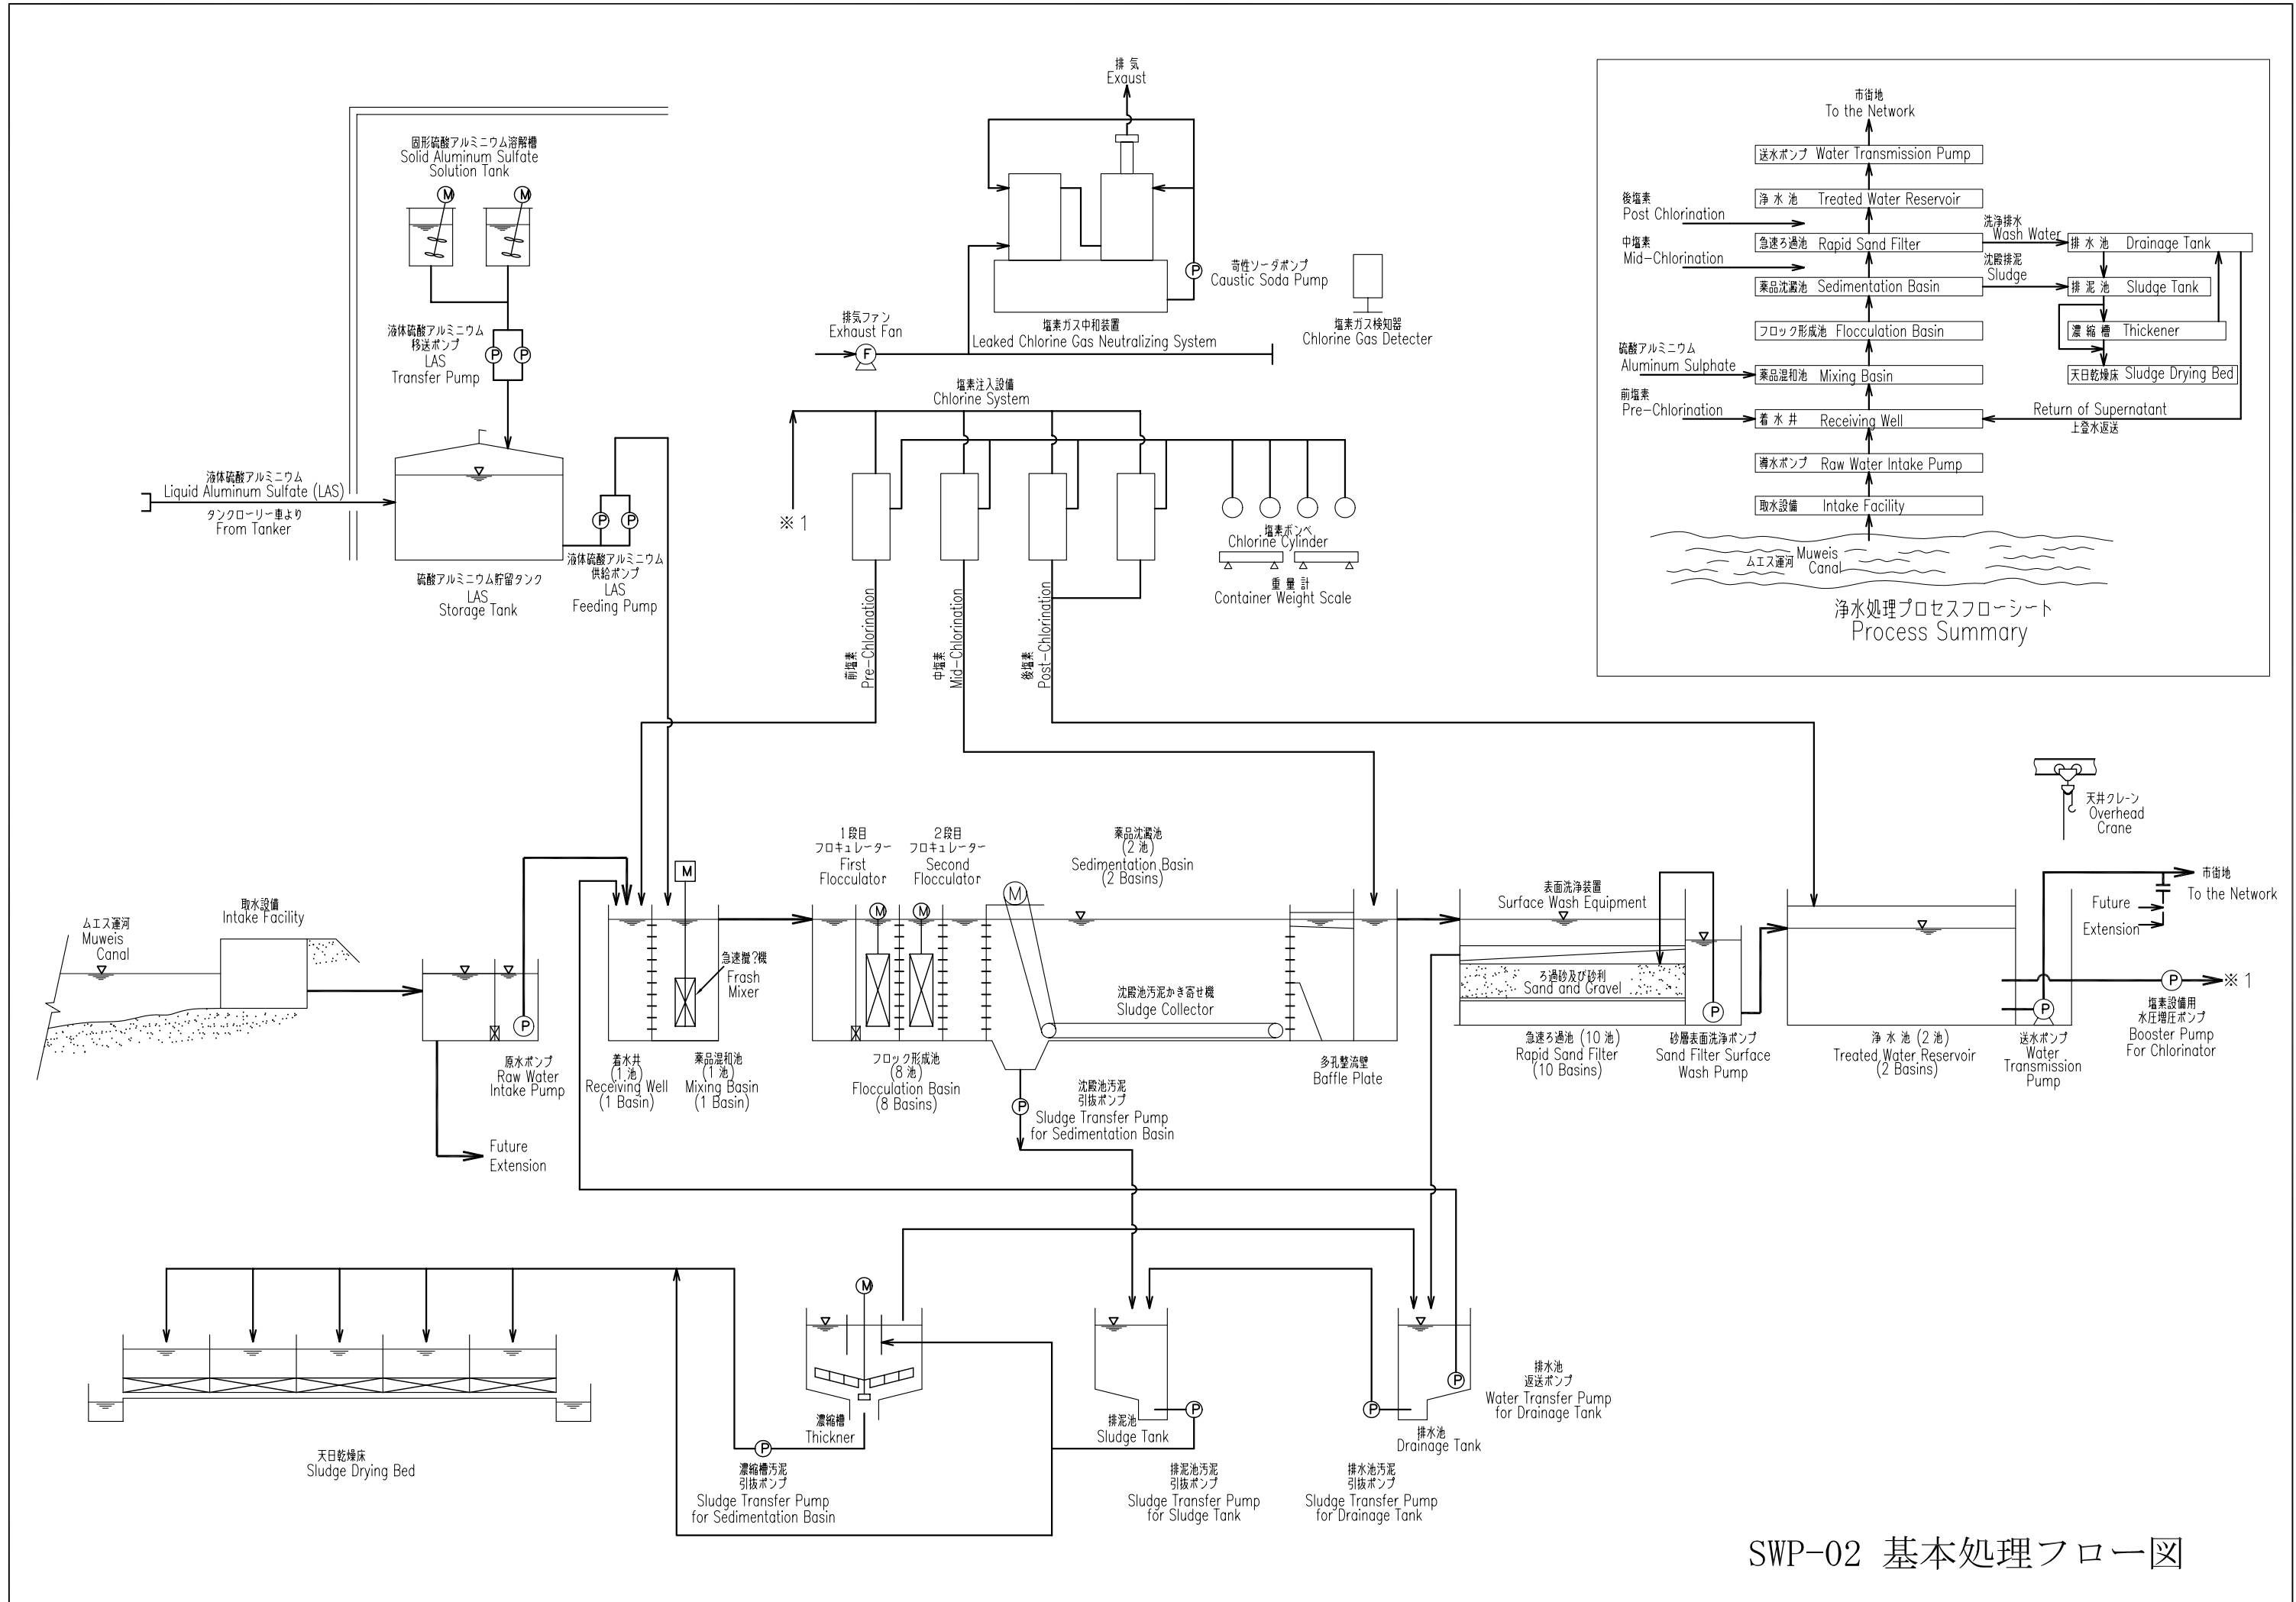 排 気
Exaust
固形硫酸アルミニウム溶解槽
Solid Aluminum Sulfate
Solution Tank
M
M
液体硫酸アルミニウム
移送ポンプ
LAS
Transfer Pump
P
P
液体硫酸アルミニウム
Liquid Aluminum Sulfate (LAS)
タンクローリー車より
From Tanker
硫酸アルミニウム貯留タンク
LAS
Storage Tank
P
P
液体硫酸アルミニウム
供給ポンプ
LAS
Feeding Pump
排気ファン
Exhaust Fan
F
塩素ガス中和装置
Leaked Chlorine Gas Neutralizing System
P
苛性ソーダポンプ
Caustic Soda Pump
塩素ガス検知器
Chlorine Gas Detecter
塩素注入設備
Chlorine System
※ 1
塩素ボンベ
Chlorine Cylinder
重 量 計
Container Weight Scale
前塩素
Pre-Chlorination
中塩素
Mid-Chlorination
後塩素
Post-Chlorination
市街地
To the Network
送水ポンプ Water Transmission Pump
後塩素
Post Chlorination
浄 水 池 Treated Water Reservoir
中塩素
Mid-Chlorination
急速ろ過池 Rapid Sand Filter
洗浄排水
Wash Water
排 水 池 Drainage Tank
薬品沈澱池 Sedimentation Basin
沈殿排泥
Sludge
排 泥 池 Sludge Tank
フロック形成池 Flocculation Basin
濃 縮 槽 Thickener
硫酸アルミニウム
Aluminum Sulphate
薬品混和池 Mixing Basin
天日乾燥床 Sludge Drying Bed
前塩素
Pre-Chlorination
着 水 井 Receiving Well
Return of Supernatant
上登水返送
導水ポンプ Raw Water Intake Pump
取水設備 Intake Facility
ムエス運河
Muweis
Canal
浄水処理プロセスフローシート
Process Summary
天井クレーン
Overhead
Crane
ムエス運河
Muweis
Canal
取水設備
Intake Facility
P
原水ポンプ
Raw Water
Intake Pump
Future
Extension
M
急速攪?機
Frash
Mixer
着水井
(1 池)
Receiving Well
(1 Basin)
薬品混和池
(1 池)
Mixing Basin
(1 Basin)
1段目
フロキュレーター
First
Flocculator
2段目
フロキュレーター
Second
Flocculator
M
M
M
フロック形成池
(8 池)
Flocculation Basin
(8 Basins)
薬品沈澱池
(2 池)
Sedimentation Basin
(2 Basins)
沈殿池汚泥かき寄せ機
Sludge Collector
P
沈殿池汚泥
引抜ポンプ
Sludge Transfer Pump
for Sedimentation Basin
多孔整流壁
Baffle Plate
表面洗浄装置
Surface Wash Equipment
ろ過砂及び砂利
Sand and Gravel
急速ろ過池 (10 池)
Rapid Sand Filter
(10 Basins)
P
砂層表面洗浄ポンプ
Sand Filter Surface
Wash Pump
浄 水 池 (2 池)
Treated Water Reservoir
(2 Basins)
P
送水ポンプ
Water
Transmission
Pump
市街地
To the Network
Future
Extension
P
※ 1
塩素設備用
水圧増圧ポンプ
Booster Pump
For Chlorinator
天日乾燥床
Sludge Drying Bed
M
濃縮槽
Thickner
P
濃縮槽汚泥
引抜ポンプ
Sludge Transfer Pump
for Sedimentation Basin
排泥池
Sludge Tank
P
排泥池汚泥
引抜ポンプ
Sludge Transfer Pump
for Sludge Tank
P
排水池汚泥
引抜ポンプ
Sludge Transfer Pump
for Drainage Tank
排水池
Drainage Tank
P
排水池
返送ポンプ
Water Transfer Pump
for Drainage Tank
SWP-02 基本処理フロー図